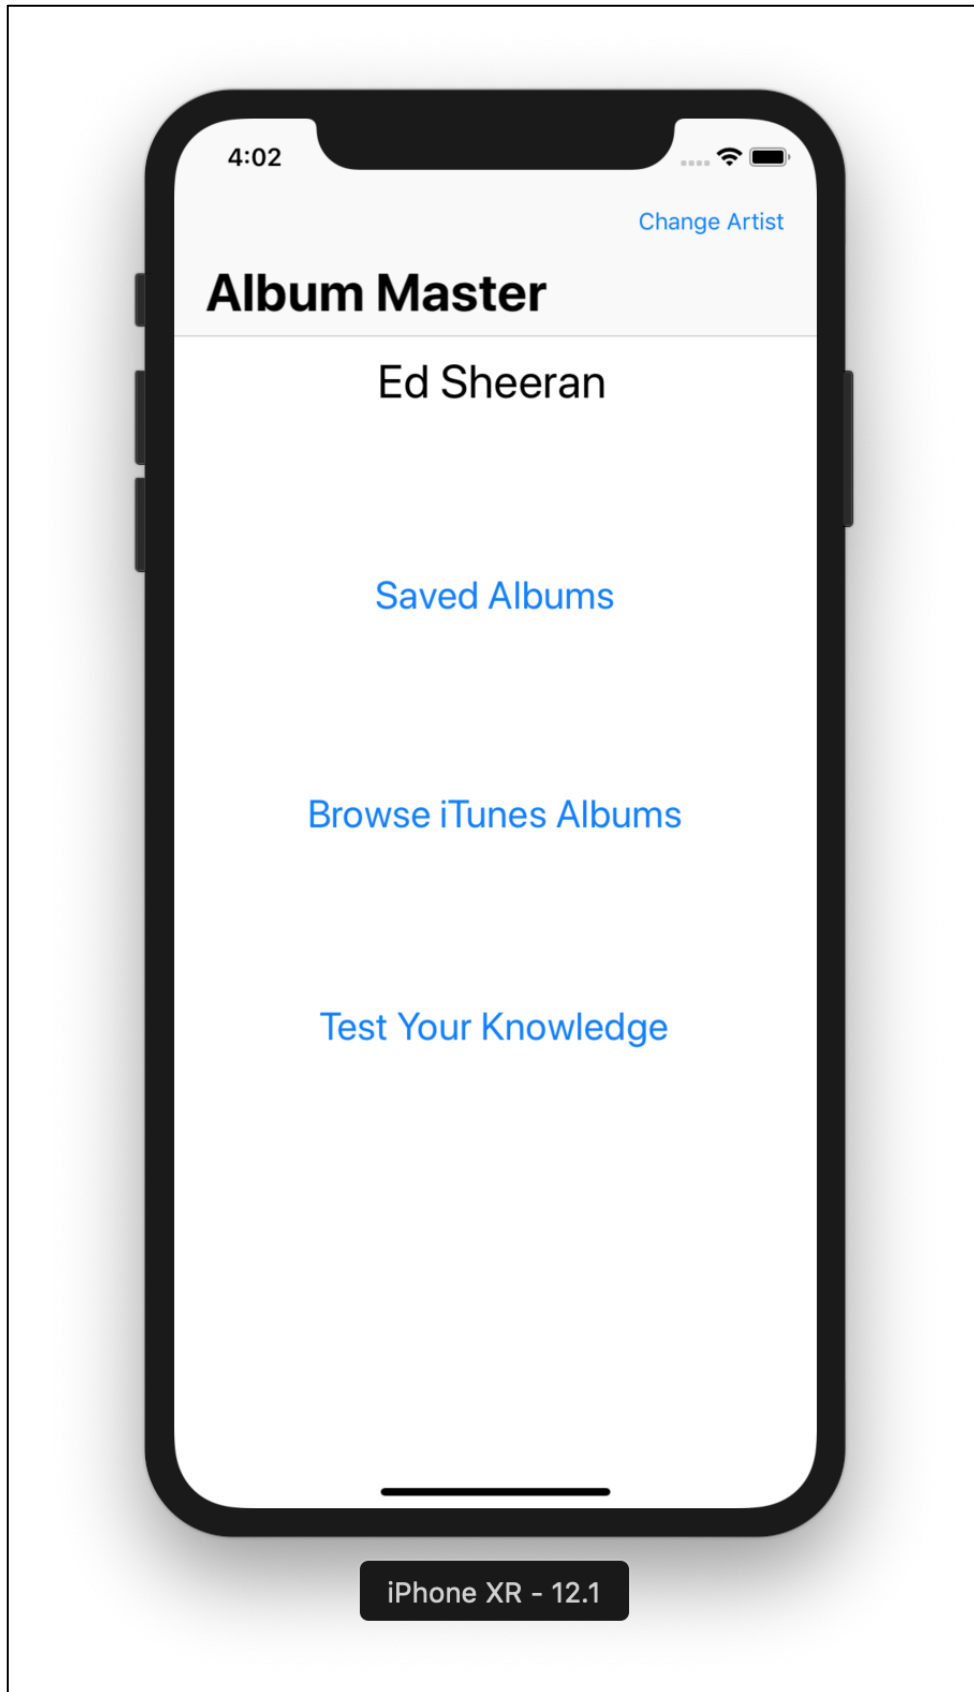 4:02
Change Artist
Album Master
Ed Sheeran
Saved Albums
Browse iTunes Albums
Test Your Knowledge
iPhone XR - 12.1